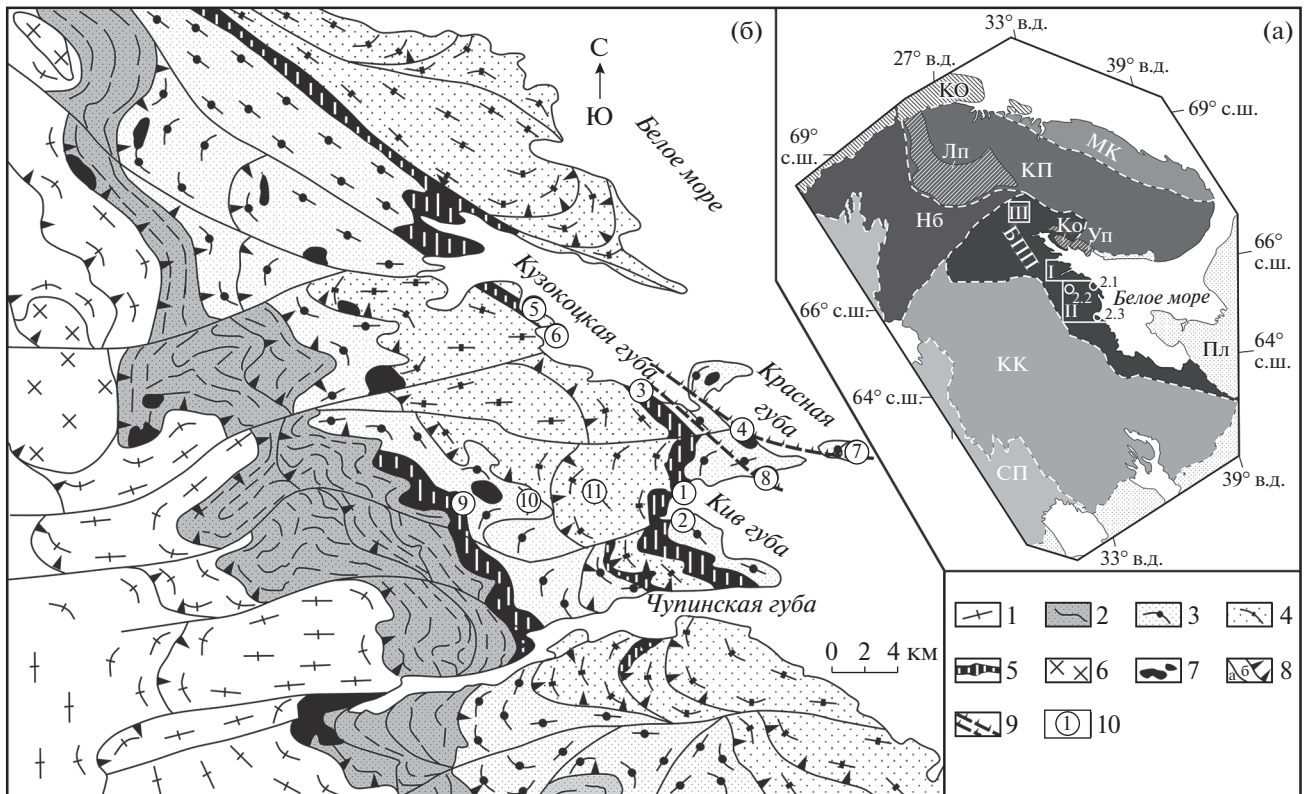 (б)
С
Ю
Белое море
Кузокоцкая губа
Красная
губа
Кив губа
Чупинская губа
0 2 4 км
5
6
3
4
7
8
1
2
9
10
11
(а)
33° в.д.
27° в.д.
39° в.д.
69° с.ш.
69°
с.ш.
КО
Лп
МК
КП
Нб
III
Ко
Уп
БПП
I
2.1
2.2
II
2.3
Белое море
66°
с.ш.
66° с.ш.
Пл
64°
с.ш.
КК
64° с.ш.
СП
39° в.д.
33° в.д.
1
2
3
4
5
6
7
а б 8
9
1 10